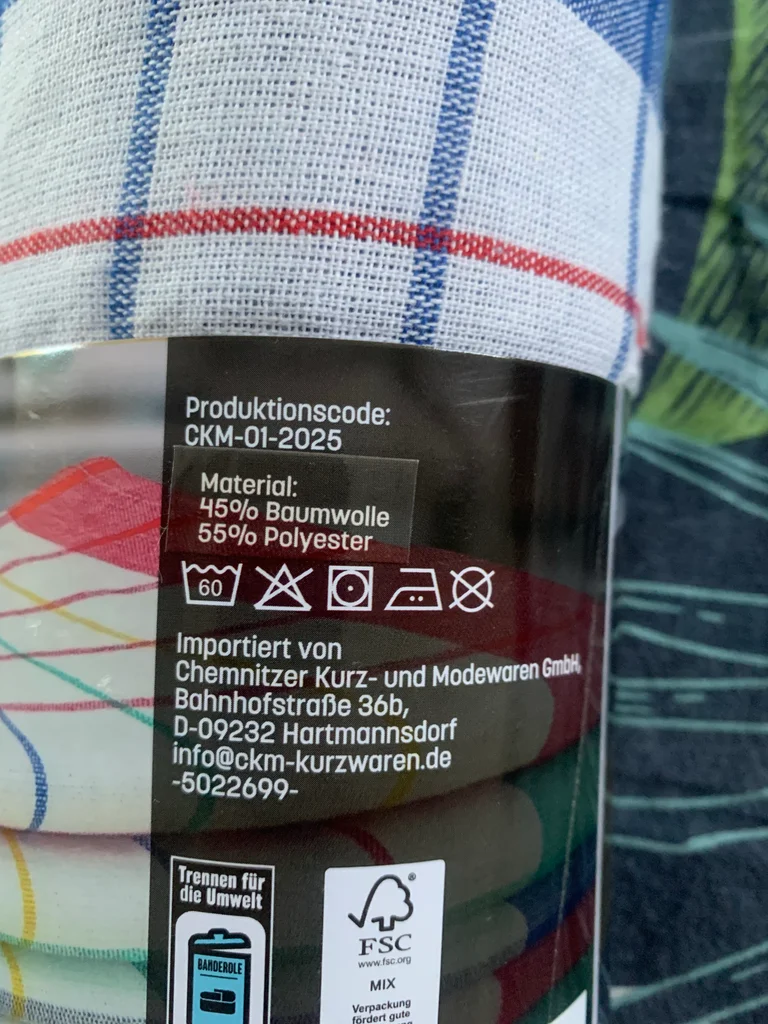 Produktionscode:
CKM-01-2025
Material:
45% Baumwolle
55% Polyester
60
Importiert von
Chemnitzer Kurz- und Modewaren GmbH,
Bahnhofstraße 36b,
D-09232 Hartmannsdorf
info@ckm-kurzwaren.de
-5022699-
Trennen für
die Umwelt
BANDEROLE
®
FSC
www.fsc.org
MIX
Verpackung
fördert gute